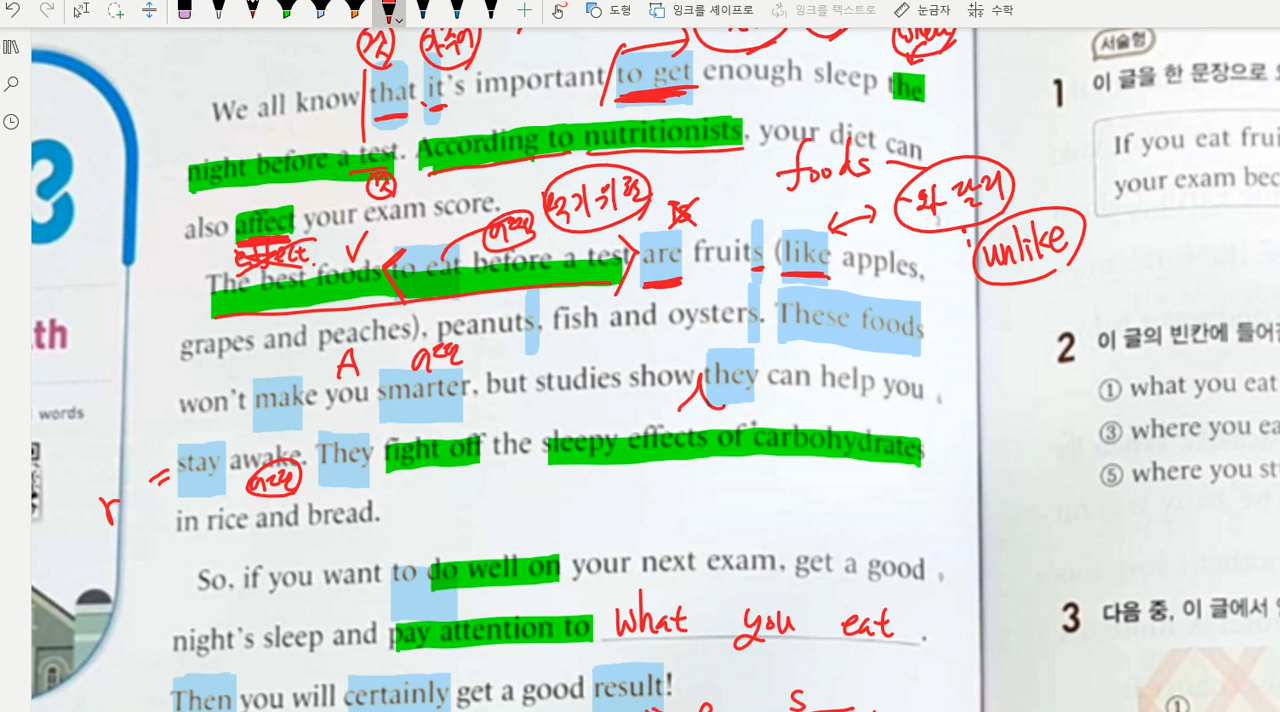 도형
잉크를 셰이프로
잉크를 텍스트로
눈금자
수학
that
We all know that it's important to get enough sleep the
night before a test. According to nutritionists, your diet can
foods
-와 달리
unlike
also affect your exam score.
먹기 위한
The best foods to eat before a test are fruits (like apples,
grapes and peaches), peanuts, fish and oysters. These foods
A
won't make you smarter, but studies show they can help you
stay awake. They fight off the sleepy effects of carbohydrates
r
in rice and bread.
So, if you want to do well on your next exam, get a good
night's sleep and pay attention to what you eat.
Then you will certainly get a good result!
s
3
th
words
서술형
1 이 글을 한 문장으로
If you eat frui
your exam bec
2 이 글의 빈칸에 들어갈
① what you eat
③ where you ea
⑤ where you st
3 다음 중, 이 글에서
①